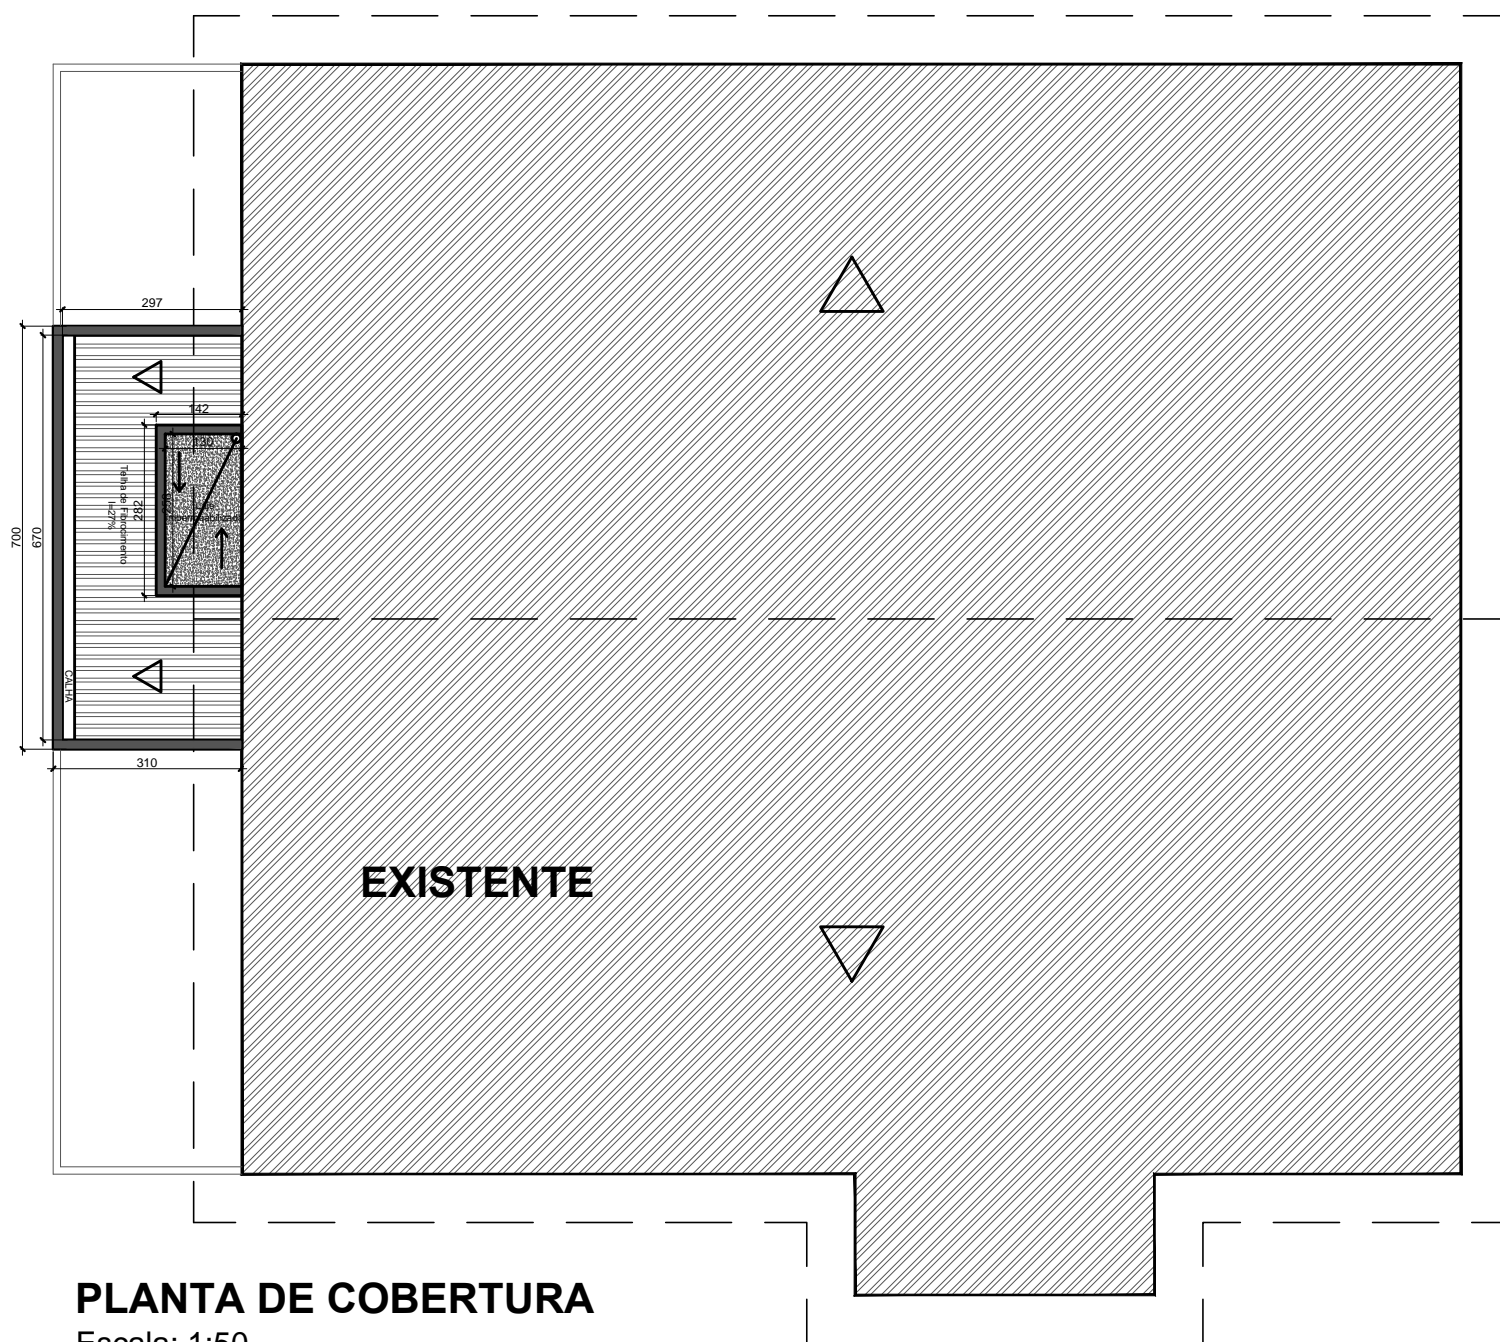 297
142
130
Telha de Fibrocimento
i=27%
282
700
670
CALHA
310
EXISTENTE
PLANTA DE COBERTURA
Escala: 1:50